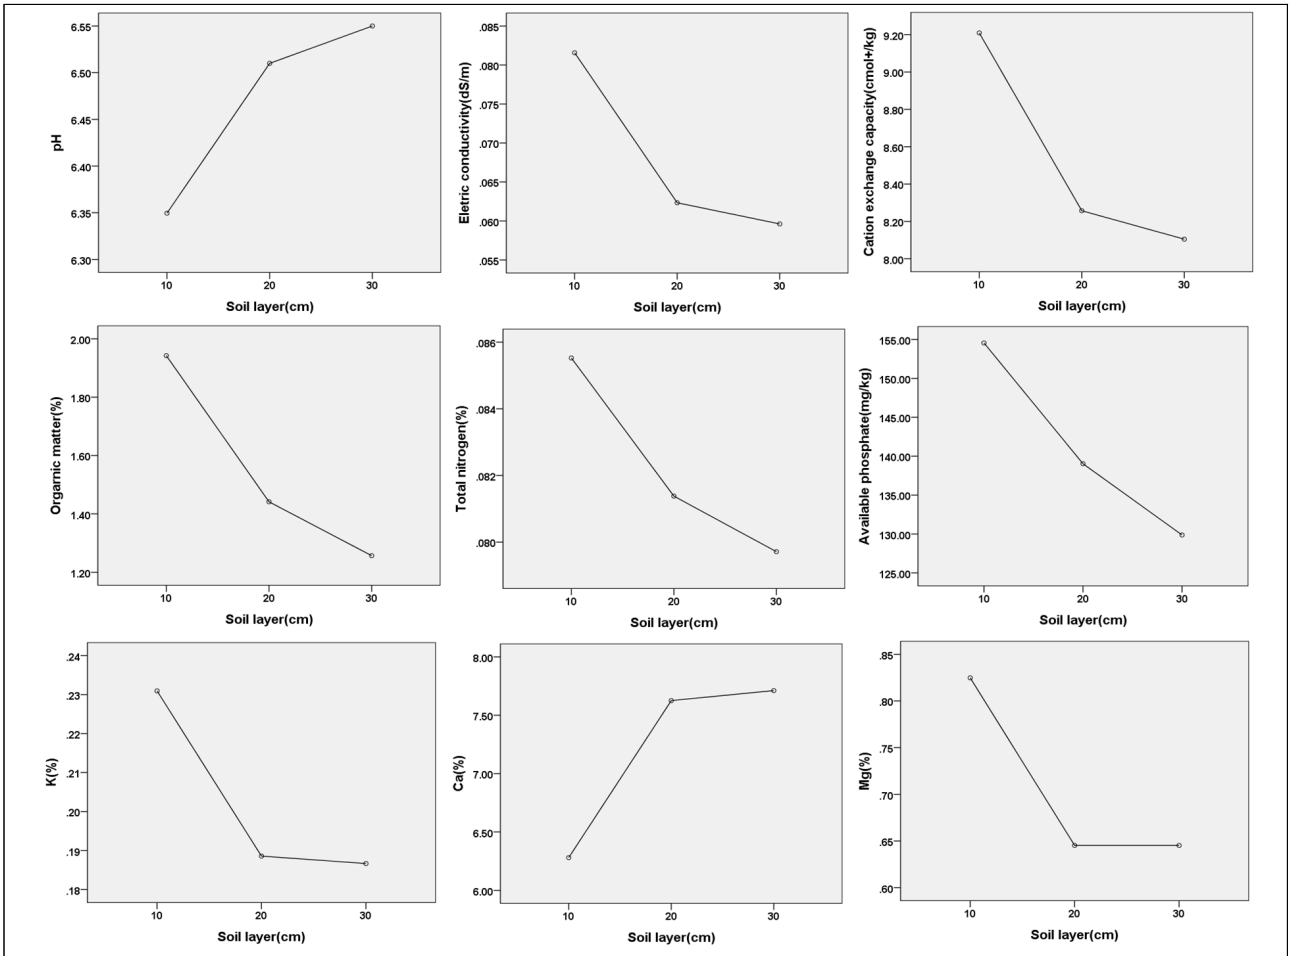 6.55
6.50
6.45
6.40
6.35
6.30
pH
10 20 30
Soil layer(cm)
.085
.080
.075
.070
.065
.060
.055
Eletric conductivity(dS/m)
10 20 30
Soil layer(cm)
9.20
9.00
8.80
8.60
8.40
8.20
8.00
Cation exchange capacity(cmol+/kg)
10 20 30
Soil layer(cm)
2.00
1.80
1.60
1.40
1.20
Orgarnic matter(%)
10 20 30
Soil layer(cm)
.086
.084
.082
.080
Total nitrogen(%)
10 20 30
Soil layer(cm)
155.00
150.00
145.00
140.00
135.00
130.00
125.00
Available phosphate(mg/kg)
10 20 30
Soil layer(cm)
.24
.23
.22
.21
.20
.19
.18
K(%)
10 20 30
Soil layer(cm)
8.00
7.50
7.00
6.50
6.00
Ca(%)
10 20 30
Soil layer(cm)
.85
.80
.75
.70
.65
.60
Mg(%)
10 20 30
Soil layer(cm)